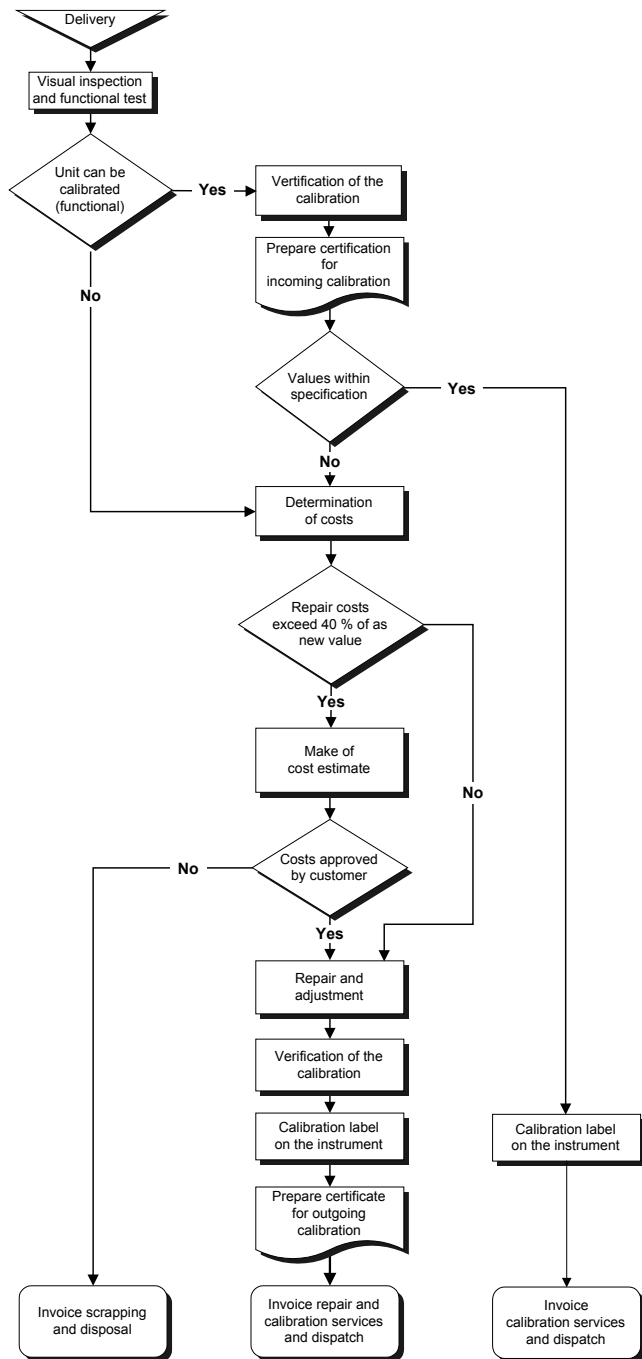 Delivery
Visual inspection
and functional test
Unit can be
calibrated
(functional)
Yes
Vertification of the
calibration
Prepare certification
for
incoming calibration
No
Values within
specification
Yes
No
Determination
of costs
Repair costs
exceed 40 % of as
new value
Yes
Make of
cost estimate
No
No
Costs approved
by customer
Yes
Repair and
adjustment
Verification of the
calibration
Calibration label
on the instrument
Calibration label
on the instrument
Prepare certificate
for outgoing
calibration
Invoice scrapping
and disposal
Invoice repair and
calibration services
and dispatch
Invoice
calibration services
and dispatch